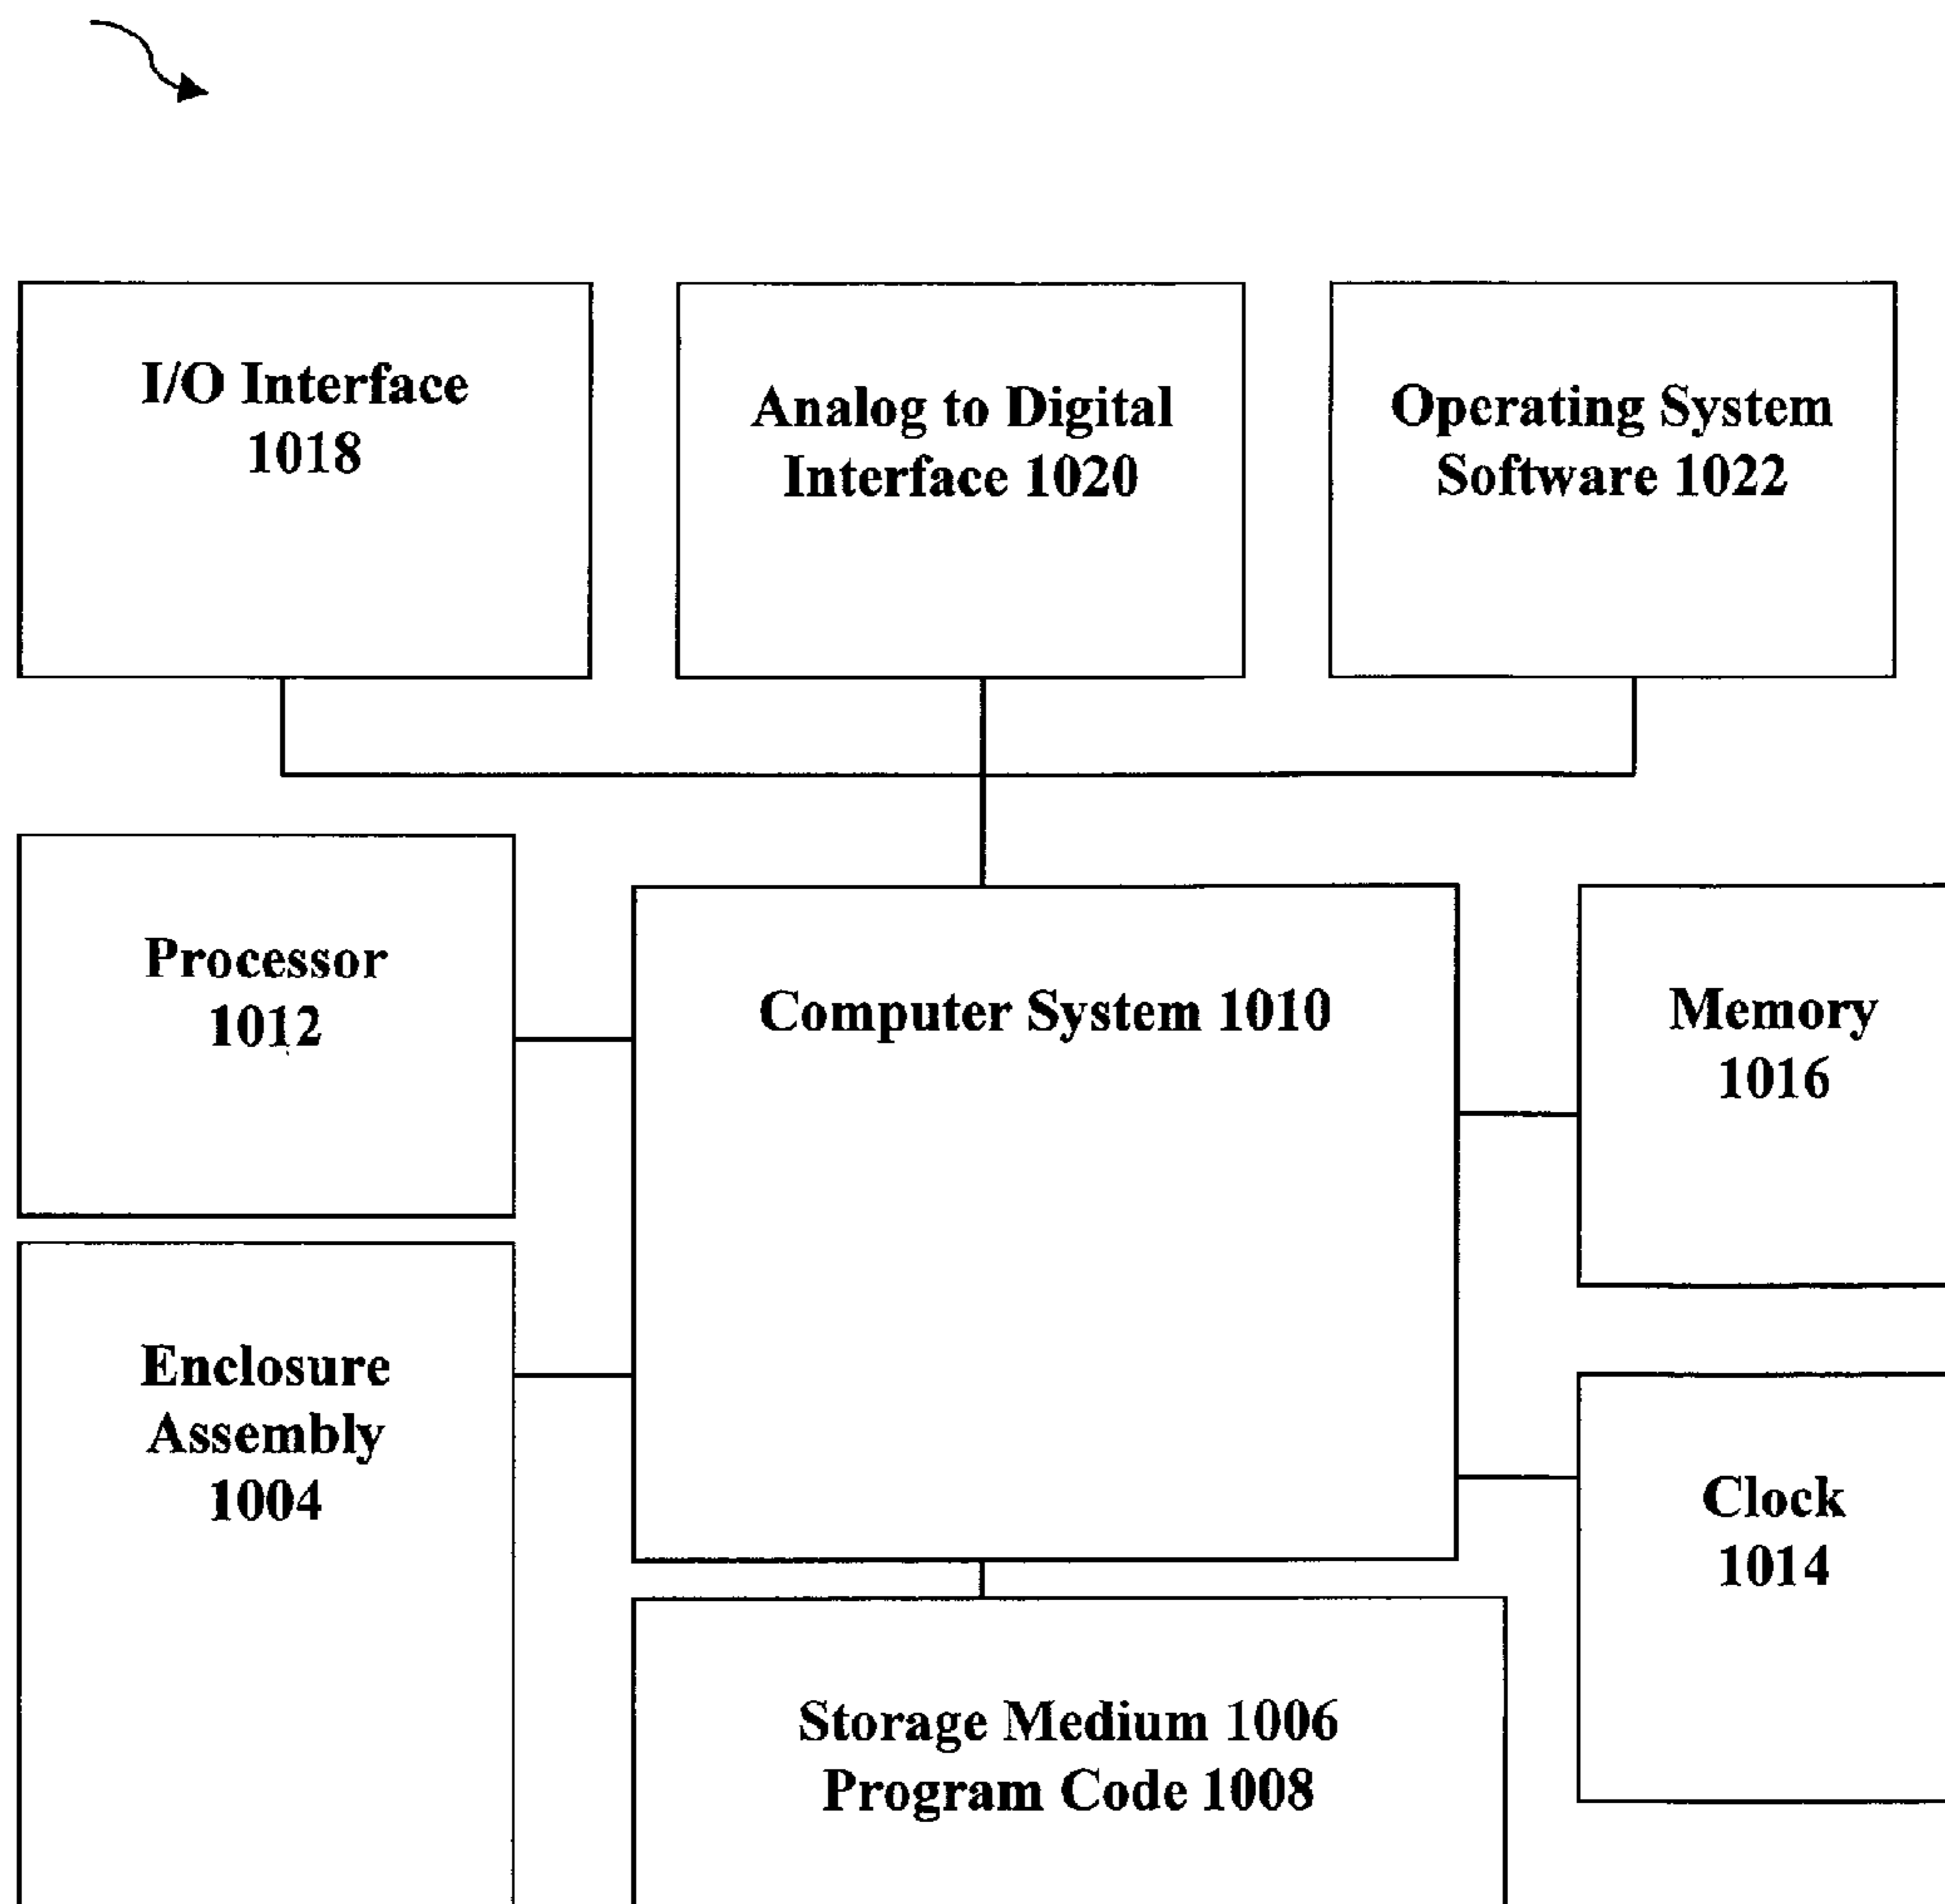 I/O Interface
1018
Analog to Digital
Interface 1020
Operating System
Software 1022
Processor
1012
Computer System 1010
Memory
1016
Enclosure
Assembly
1004
Clock
1014
Storage Medium 1006
Program Code 1008